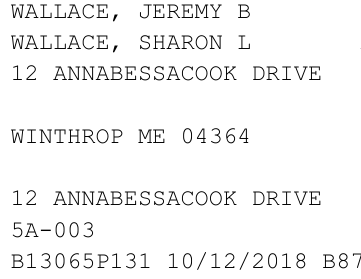 WALLACE, JEREMY B
WALLACE, SHARON L
12 ANNABESSACOOK DRIVE
WINTHROP ME 04364
12 ANNABESSACOOK DRIVE
5A-003
B13065P131 10/12/2018 B87